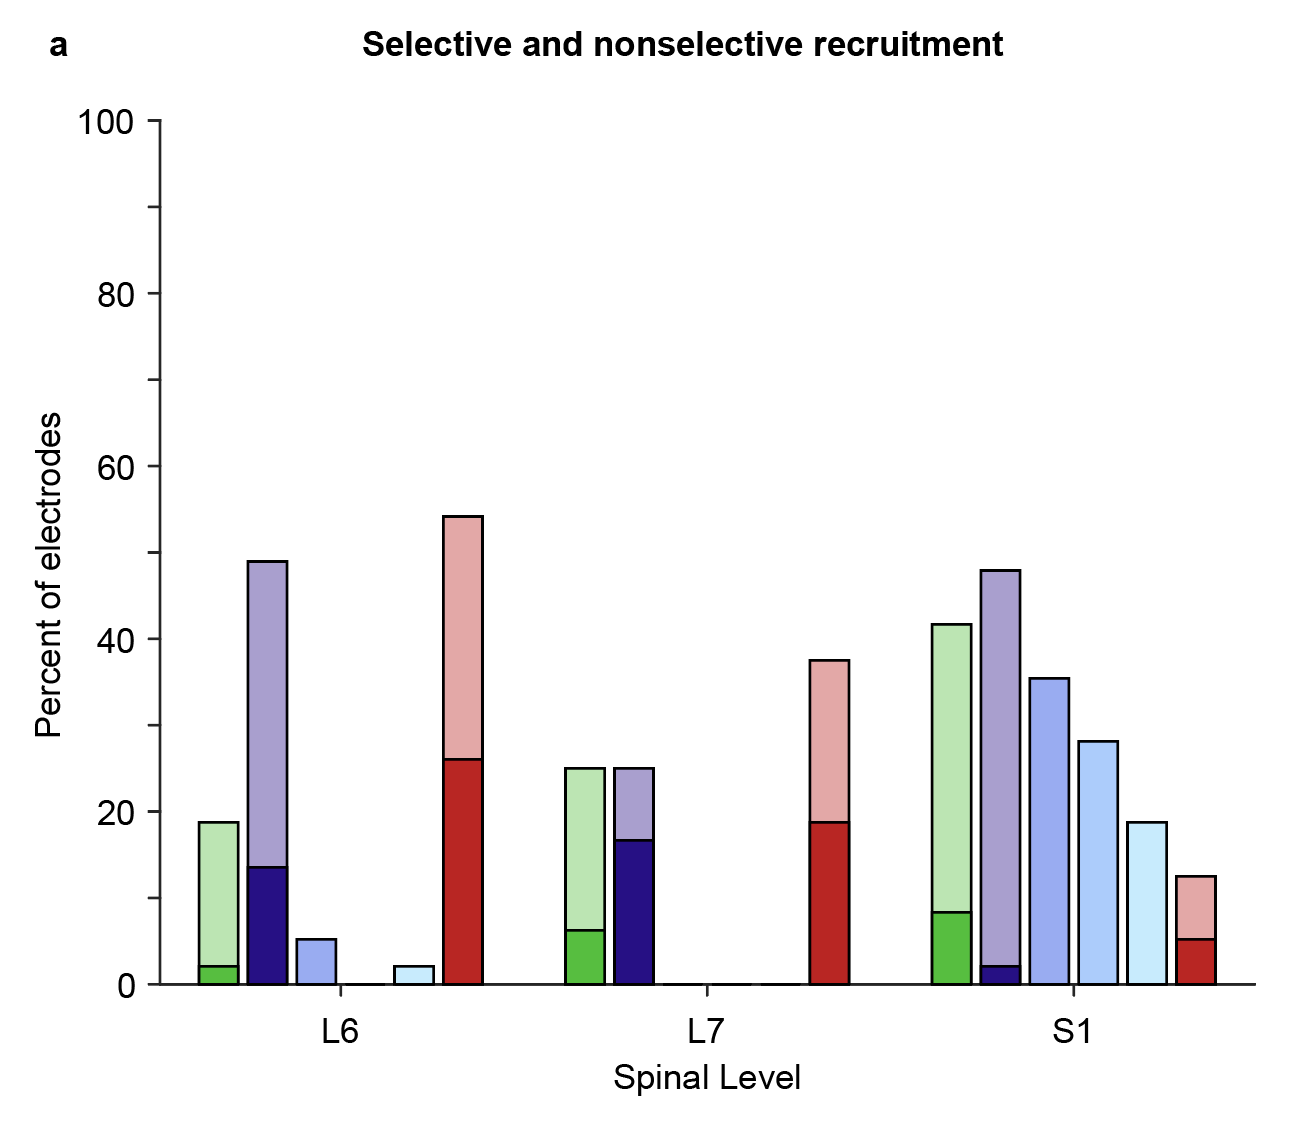 a
Selective and nonselective recruitment
100
80
60
40
20
0
Percent of electrodes
L6
L7
S1
Spinal Level